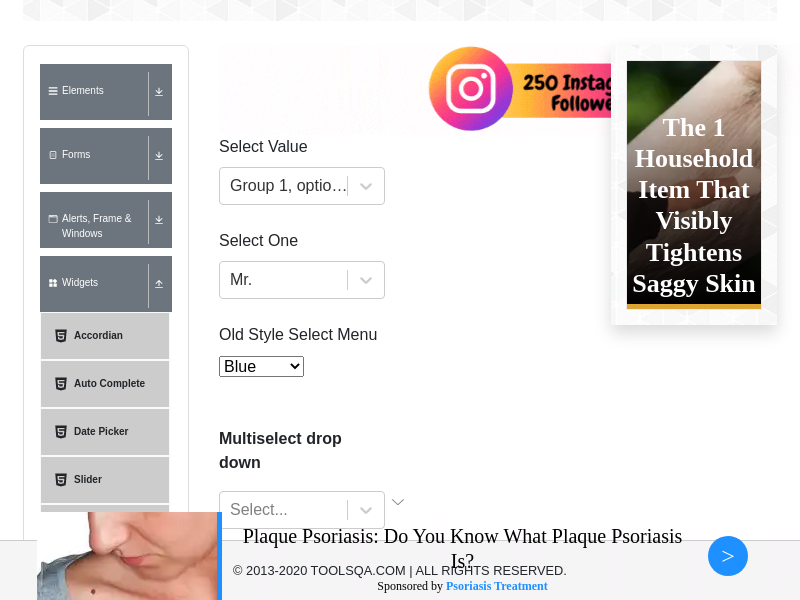 Elements
Forms
Alerts, Frame &
Windows
Widgets
Accordian
Auto Complete
Date Picker
Slider
250
Select Value
Group 1, optio...
Select One
Mr.
Old Style Select Menu
Blue
Multiselect drop
down
Select...
The 1
Household
Item That
Visibly
Tightens
Saggy Skin
Plaque Psoriasis: Do You Know What Plaque Psoriasis
Is?
>
© 2013-2020 TOOLSQA.COM | ALL RIGHTS RESERVED.
Sponsored by Psoriasis Treatment